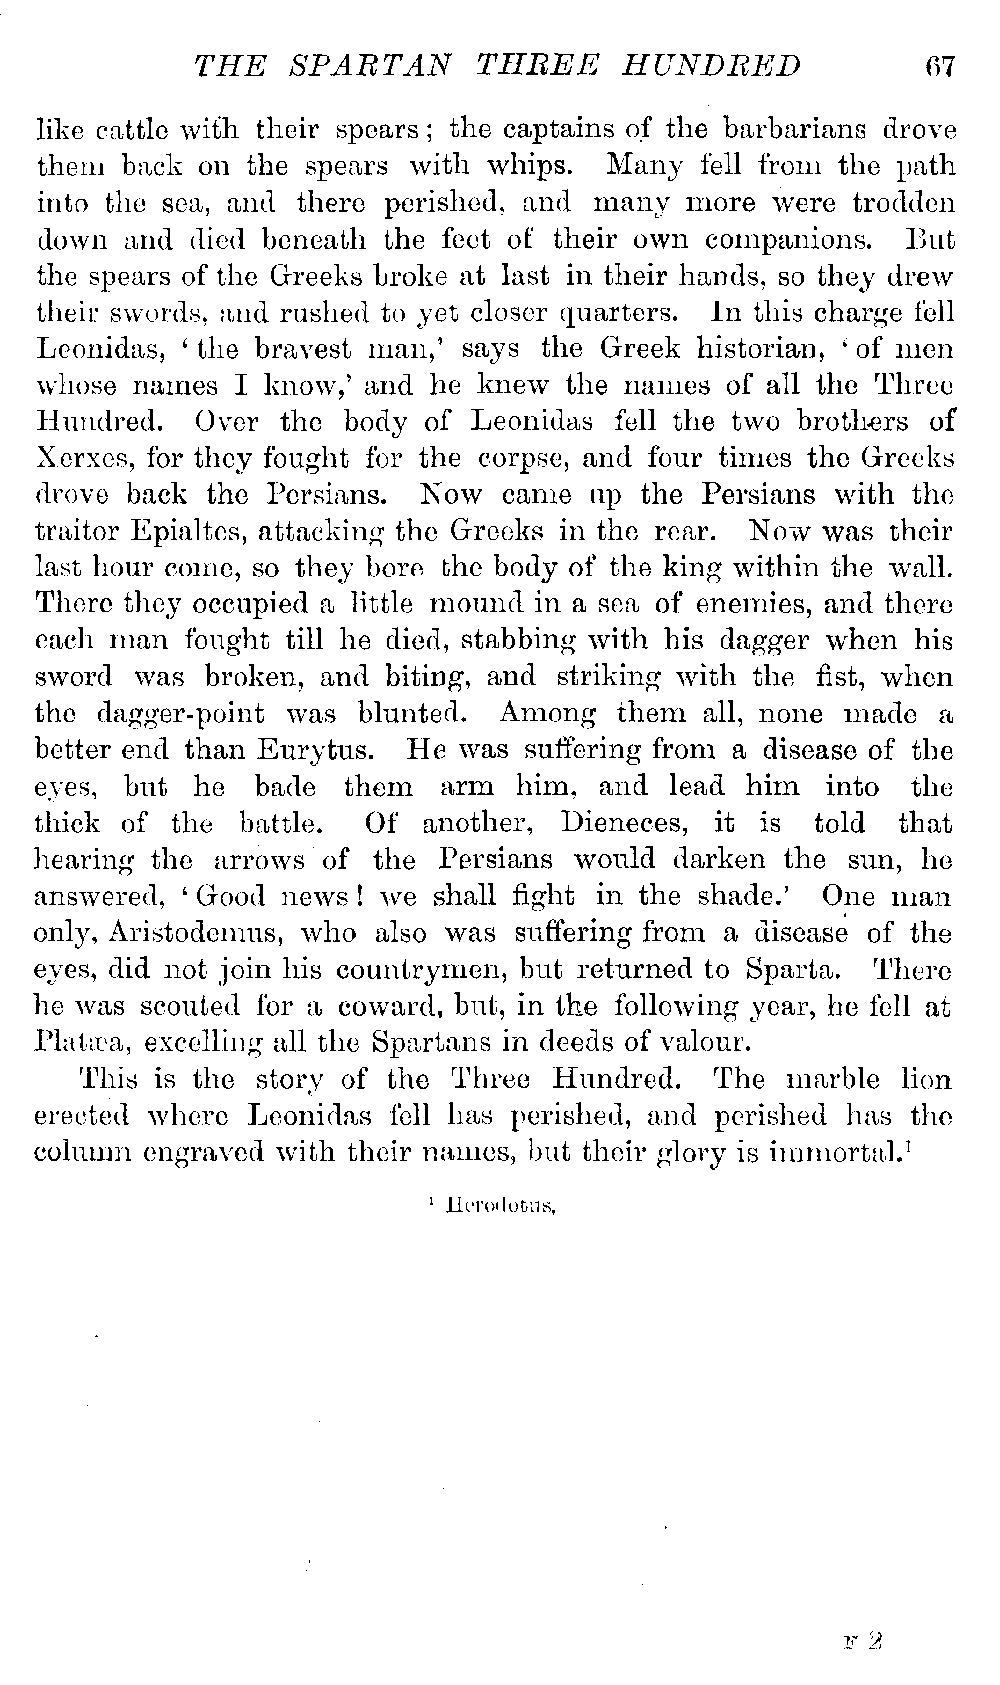 THE SPARTAN THREE HUNDRED 67
like cattle with their spears; the captains of the barbarians drove
them back on the spears with whips. Many fell from the path
into the sea, and there perished, and many more were trodden
down and died beneath the feet of their own companions. But
the spears of the Greeks broke at last in their hands, so they drew
their swords, and rushed to yet closer quarters. In this charge fell
Leonidas, ‘the bravest man,’ says the Greek historian, ‘of men
whose names I know,’ and he knew the names of all the Three
Hundred. Over the body of Leonidas fell the two brothers of
Xerxes, for they fought for the corpse, and four times the Greeks
drove back the Persians. Now came up the Persians with the
traitor Epialtes, attacking the Greeks in the rear. Now was their
last hour come, so they bore the body of the king within the wall.
There they occupied a little mound in a sea of enemies, and there
each man fought till he died, stabbing with his dagger when his
sword was broken, and biting, and striking with the fist, when
the dagger-point was blunted. Among them all, none made a
better end than Eurytus. He was suffering from a disease of the
eyes, but he bade them arm him, and lead him into the
thick of the battle. Of another, Dieneces, it is told that
hearing the arrows of the Persians would darken the sun, he
answered, ‘Good news! we shall fight in the shade.’ One man
only, Aristodemus, who also was suffering from a disease of the
eyes, did not join his countrymen, but returned to Sparta. There
he was scouted for a coward, but, in the following year, he fell at
Platæa, excelling all the Spartans in deeds of valour.
This is the story of the Three Hundred. The marble lion
erected where Leonidas fell has perished, and perished has the
column engraved with their names, but their glory is immortal.¹
¹ Herodotus.
F 2